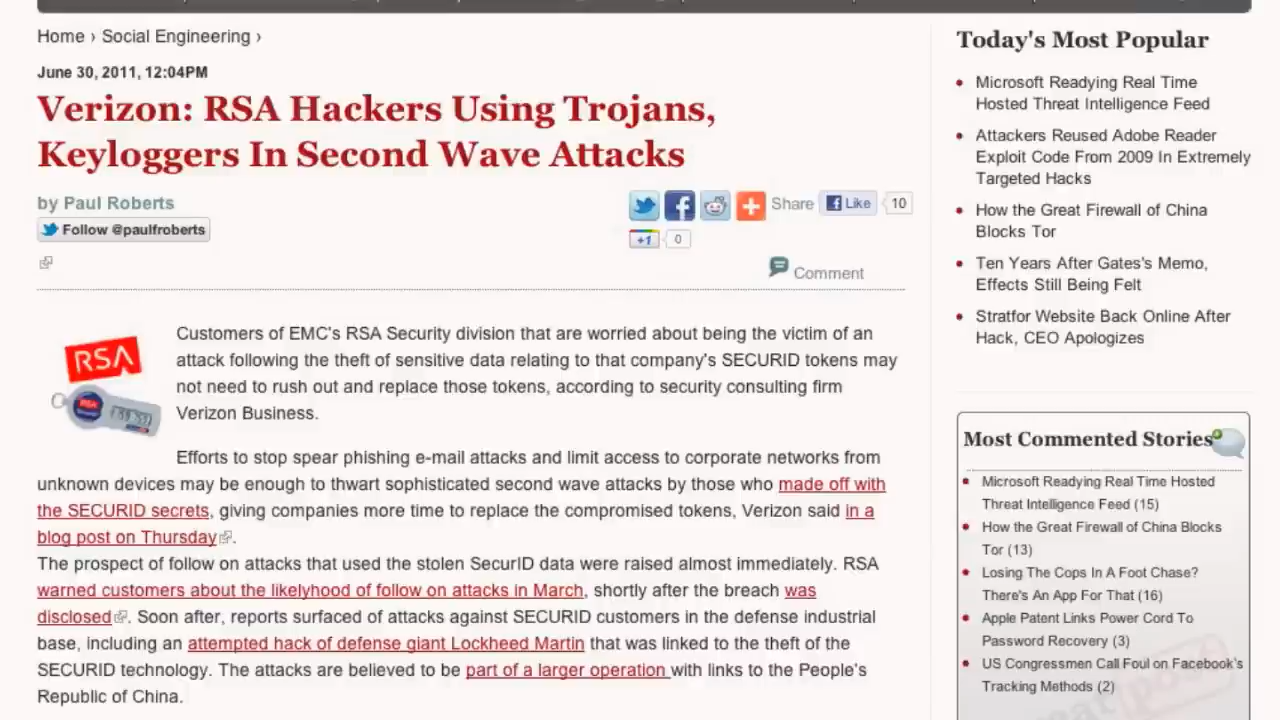 Home › Social Engineering ›
June 30, 2011, 12:04PM
Verizon: RSA Hackers Using Trojans,
Keyloggers In Second Wave Attacks
by Paul Roberts
Follow @paulfroberts
Share
Like
10
+1
0
Comment
RSA
Customers of EMC's RSA Security division that are worried about being the victim of an
attack following the theft of sensitive data relating to that company's SECURID tokens may
not need to rush out and replace those tokens, according to security consulting firm
Verizon Business.
Efforts to stop spear phishing e-mail attacks and limit access to corporate networks from
unknown devices may be enough to thwart sophisticated second wave attacks by those who made off with
the SECURID secrets, giving companies more time to replace the compromised tokens, Verizon said in a
blog post on Thursday.
The prospect of follow on attacks that used the stolen SecurID data were raised almost immediately. RSA
warned customers about the likelyhood of follow on attacks in March, shortly after the breach was
disclosed. Soon after, reports surfaced of attacks against SECURID customers in the defense industrial
base, including an attempted hack of defense giant Lockheed Martin that was linked to the theft of the
SECURID technology. The attacks are believed to be part of a larger operation with links to the People's
Republic of China.
Today's Most Popular
Microsoft Readying Real Time
Hosted Threat Intelligence Feed
Attackers Reused Adobe Reader
Exploit Code From 2009 In Extremely
Targeted Hacks
How the Great Firewall of China
Blocks Tor
Ten Years After Gates's Memo,
Effects Still Being Felt
Stratfor Website Back Online After
Hack, CEO Apologizes
Most Commented Stories
Microsoft Readying Real Time Hosted
Threat Intelligence Feed (15)
How the Great Firewall of China Blocks
Tor (13)
Losing The Cops In A Foot Chase?
There's An App For That (16)
Apple Patent Links Power Cord To
Password Recovery (3)
US Congressmen Call Foul on Facebook's
Tracking Methods (2)